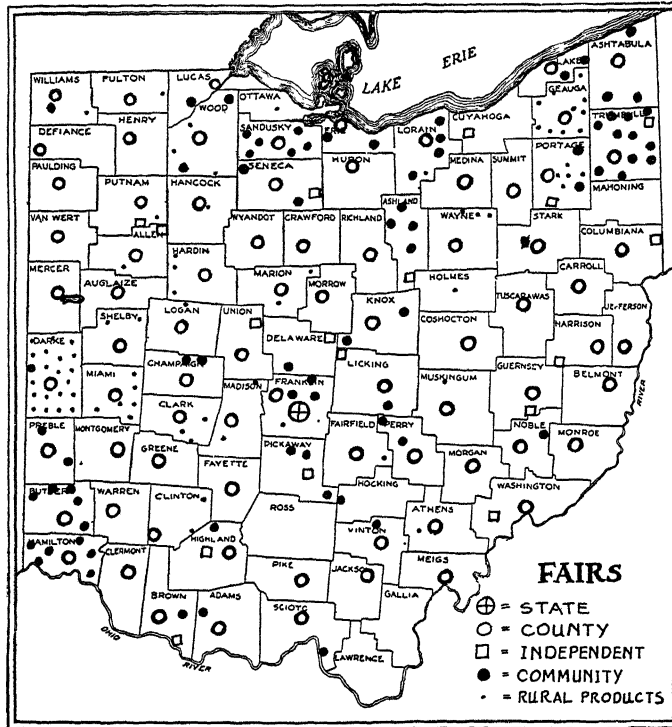 LAKE ERIE
WILLIAMS
FULTON
LUCAS
WOOD
OTTAWA
LAKE
ASHTABULA
GEAUGA
DEFIANCE
HENRY
SANDUSKY
LORAIN
CUYAHOGA
TRUMBULL
PAULDING
SENECA
HURON
MEDINA
SUMMIT
PORTAGE
MAHONING
PUTNAM
HANCOCK
VAN WERT
ALLEN
WYANDOT
CRAWFORD
RICHLAND
ASHLAND
WAYNE
STARK
COLUMBIANA
MERCER
AUGLAIZE
HARDIN
MARION
MORROW
HOLMES
CARROLL
TUSCARAWAS
JEFFERSON
SHELBY
LOGAN
UNION
KNOX
COSHOCTON
HARRISON
DARKE
DELAWARE
MIAMI
CHAMPAIGN
LICKING
GUERNSEY
BELMONT
MADISON
FRANKLIN
MUSKINGUM
CLARK
RIVER
PREBLE
MONTGOMERY
GREENE
FAYETTE
PICKAWAY
FAIRFIELD
PERRY
NOBLE
MONROE
MORGAN
BUTLER
WARREN
CLINTON
ROSS
HOCKING
WASHINGTON
ATHENS
HAMILTON
CLERMONT
HIGHLAND
VINTON
PIKE
JACKSON
MEIGS
BROWN
ADAMS
SCIOTO
GALLIA
OHIO RIVER
LAWRENCE
FAIRS
= STATE
= COUNTY
= INDEPENDENT
= COMMUNITY
= RURAL PRODUCTS